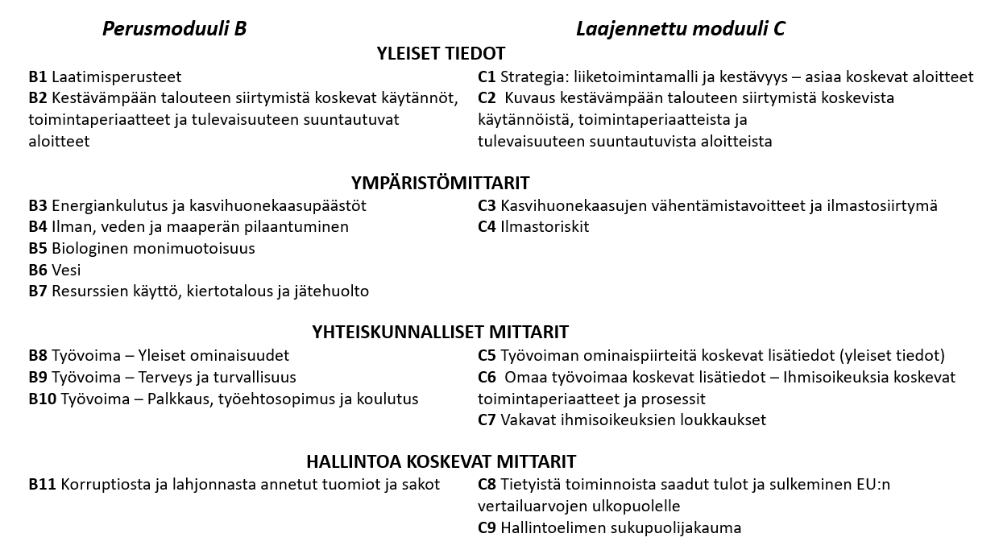 Perusmoduuli B
Laajennettu moduuli C
YLEISET TIEDOT
B1 Laatimisperusteet
B2 Kestävämpään talouteen siirtymistä koskevat käytännöt,
toimintaperiaatteet ja tulevaisuuteen suuntautuvat
aloitteet
C1 Strategia: liiketoimintamalli ja kestävyys – asiaa koskevat aloitteet
C2  Kuvaus kestävämpään talouteen siirtymistä koskevista
käytännöistä, toimintaperiaatteista ja
tulevaisuuteen suuntautuvista aloitteista
YMPÄRISTÖMITTARIT
B3 Energiankulutus ja kasvihuonekaasupäästöt
B4 Ilman, veden ja maaperän pilaantuminen
B5 Biologinen monimuotoisuus
B6 Vesi
B7 Resurssien käyttö, kiertotalous ja jätehuolto
C3 Kasvihuonekaasujen vähentämistavoitteet ja ilmastosiirtymä
C4 Ilmastoriskit
YHTEISKUNNALLISET MITTARIT
B8 Työvoima – Yleiset ominaisuudet
B9 Työvoima – Terveys ja turvallisuus
B10 Työvoima – Palkkaus, työehtosopimus ja koulutus
C5 Työvoiman ominaispiirteitä koskevat lisätiedot (yleiset tiedot)
C6  Omaa työvoimaa koskevat lisätiedot – Ihmisoikeuksia koskevat
toimintaperiaatteet ja prosessit
C7 Vakavat ihmisoikeuksien loukkaukset
HALLINTOA KOSKEVAT MITTARIT
B11 Korruptiosta ja lahjonnasta annetut tuomiot ja sakot
C8 Tietyistä toiminnoista saadut tulot ja sulkeminen EU:n
vertailuarvojen ulkopuolelle
C9 Hallintoelimen sukupuolijakauma